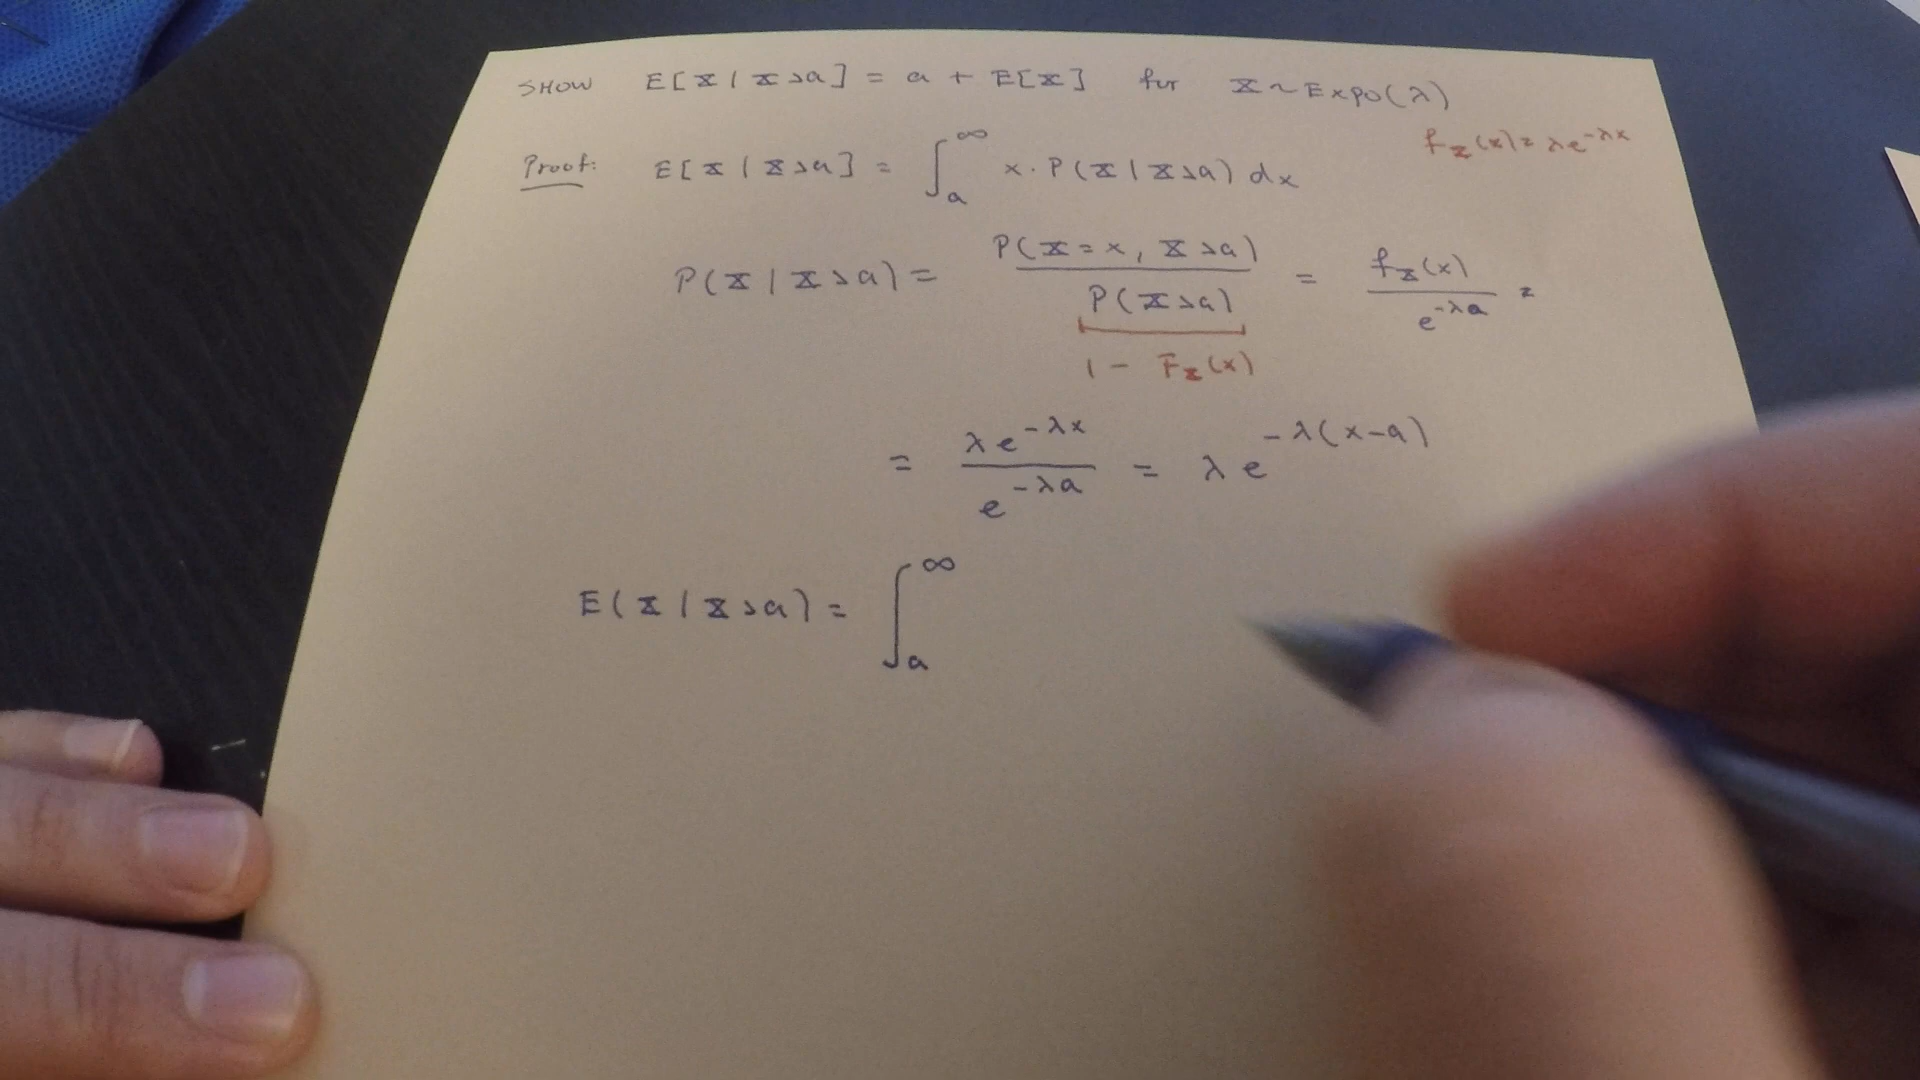 SHOW E[X | X>a] = a + E[X] for X ~ Expo(λ)
f_X(x) = λe^{-λx}
Proof: E[X | X>a] = ∫_a^∞ x · P(X | X>a) dx
P(X | X>a) = P(X = x, X>a) / P(X>a) = f_X(x) / e^{-λa} =
1 - F_X(x)
= λe^{-λx} / e^{-λa} = λ e^{-λ(x-a)}
E(X | X>a) = ∫_a^∞